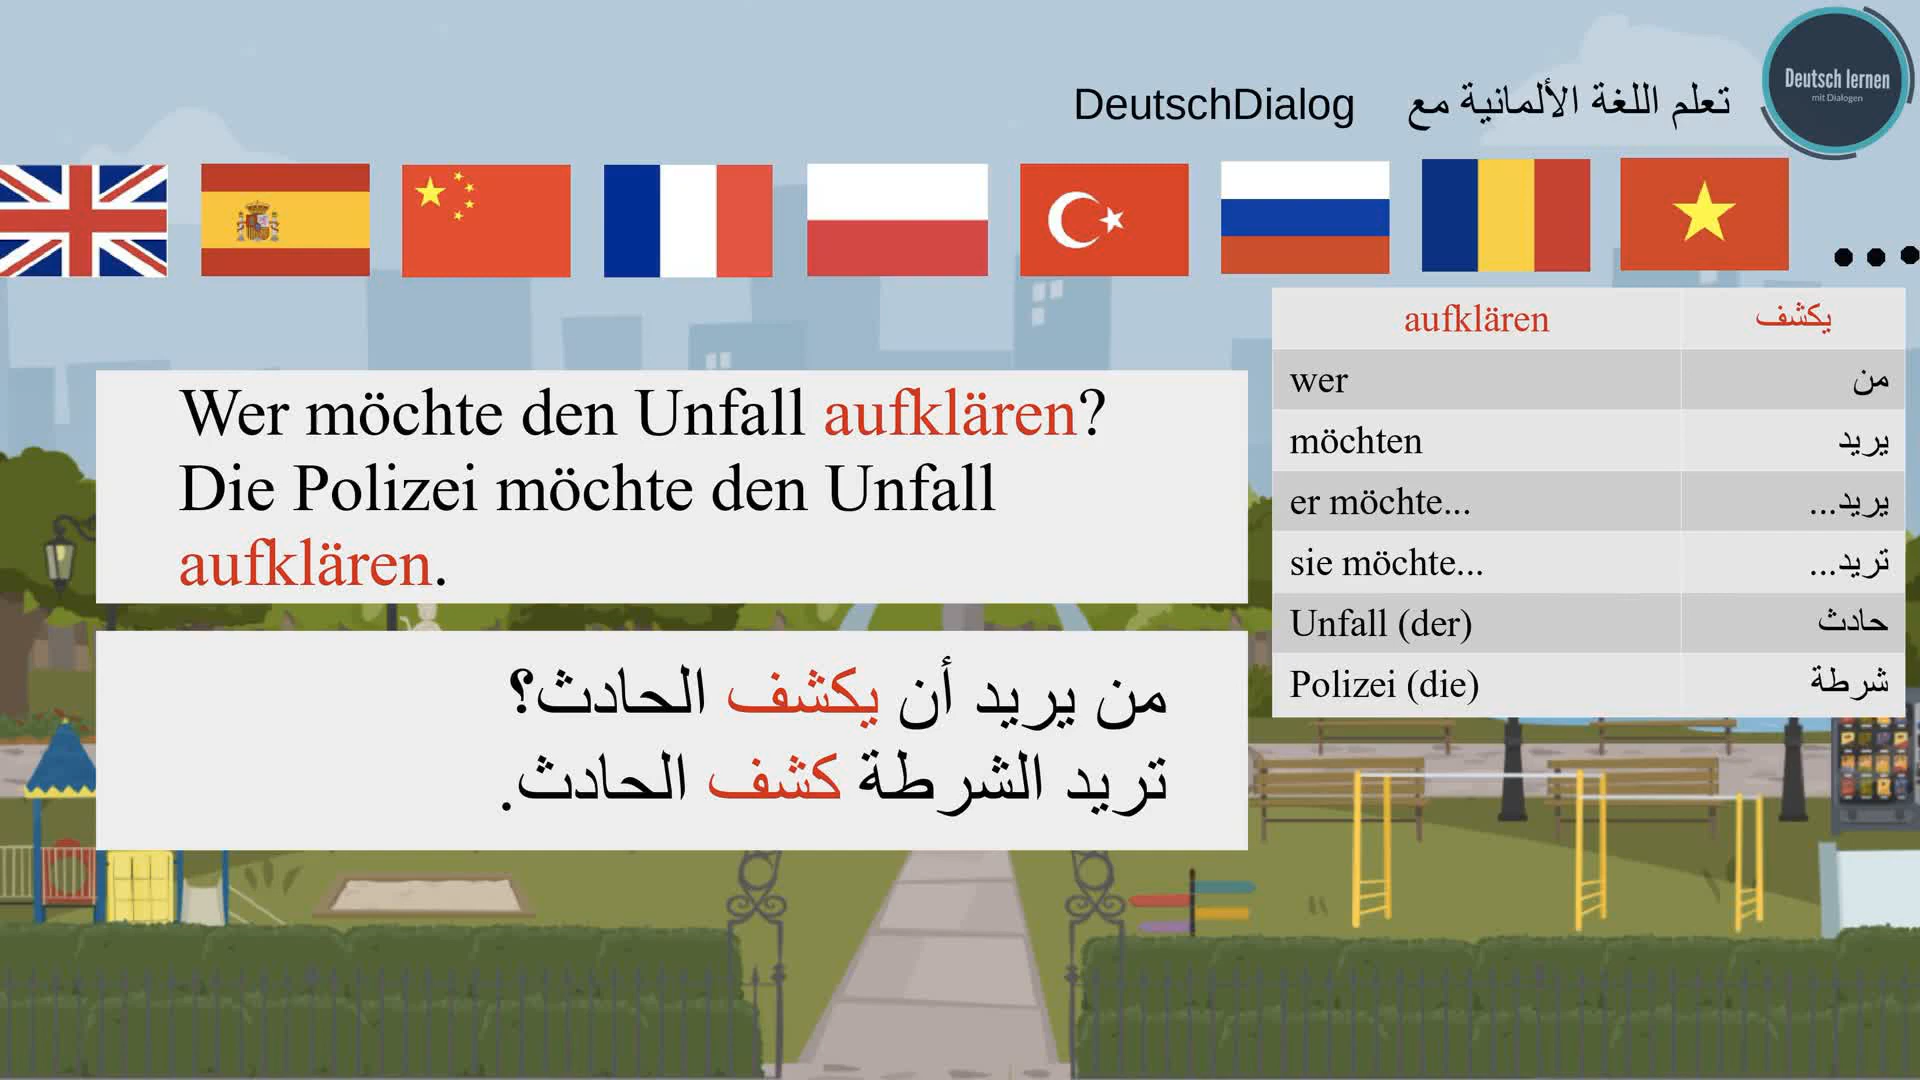 تعلم اللغة الألمانية مع DeutschDialog
Deutsch lernen
mit Dialogen
Wer möchte den Unfall aufklären?
Die Polizei möchte den Unfall
aufklären.
من يريد أن يكشف الحادث؟
تريد الشرطة كشف الحادث.
aufklären يكشف
wer من
möchten يريد
er möchte... يريد...
sie möchte... تريد...
Unfall (der) حادث
Polizei (die) شرطة